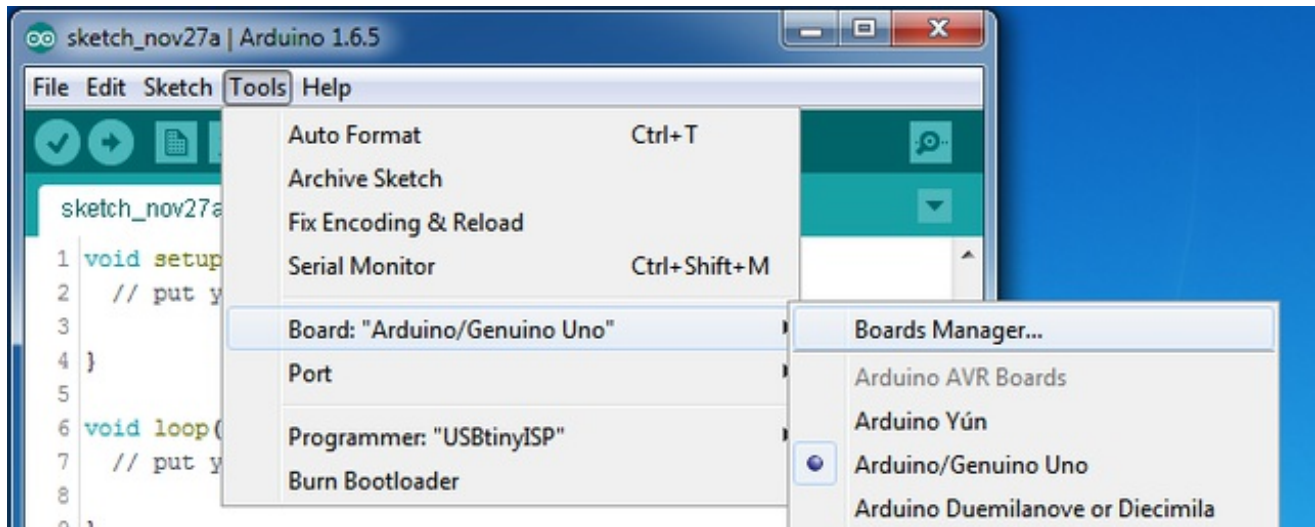 sketch_nov27a | Arduino 1.6.5
File Edit Sketch Tools Help
Auto Format Ctrl+T
Archive Sketch
sketch_nov27a
Fix Encoding & Reload
1 void setup
Serial Monitor Ctrl+Shift+M
2 // put y
3
Board: "Arduino/Genuino Uno"
Boards Manager...
4 }
Port
Arduino AVR Boards
5
6 void loop(
Arduino Yún
Programmer: "USBtinyISP"
7 // put y
Arduino/Genuino Uno
8
Burn Bootloader
Arduino Duemilanove or Diecimila